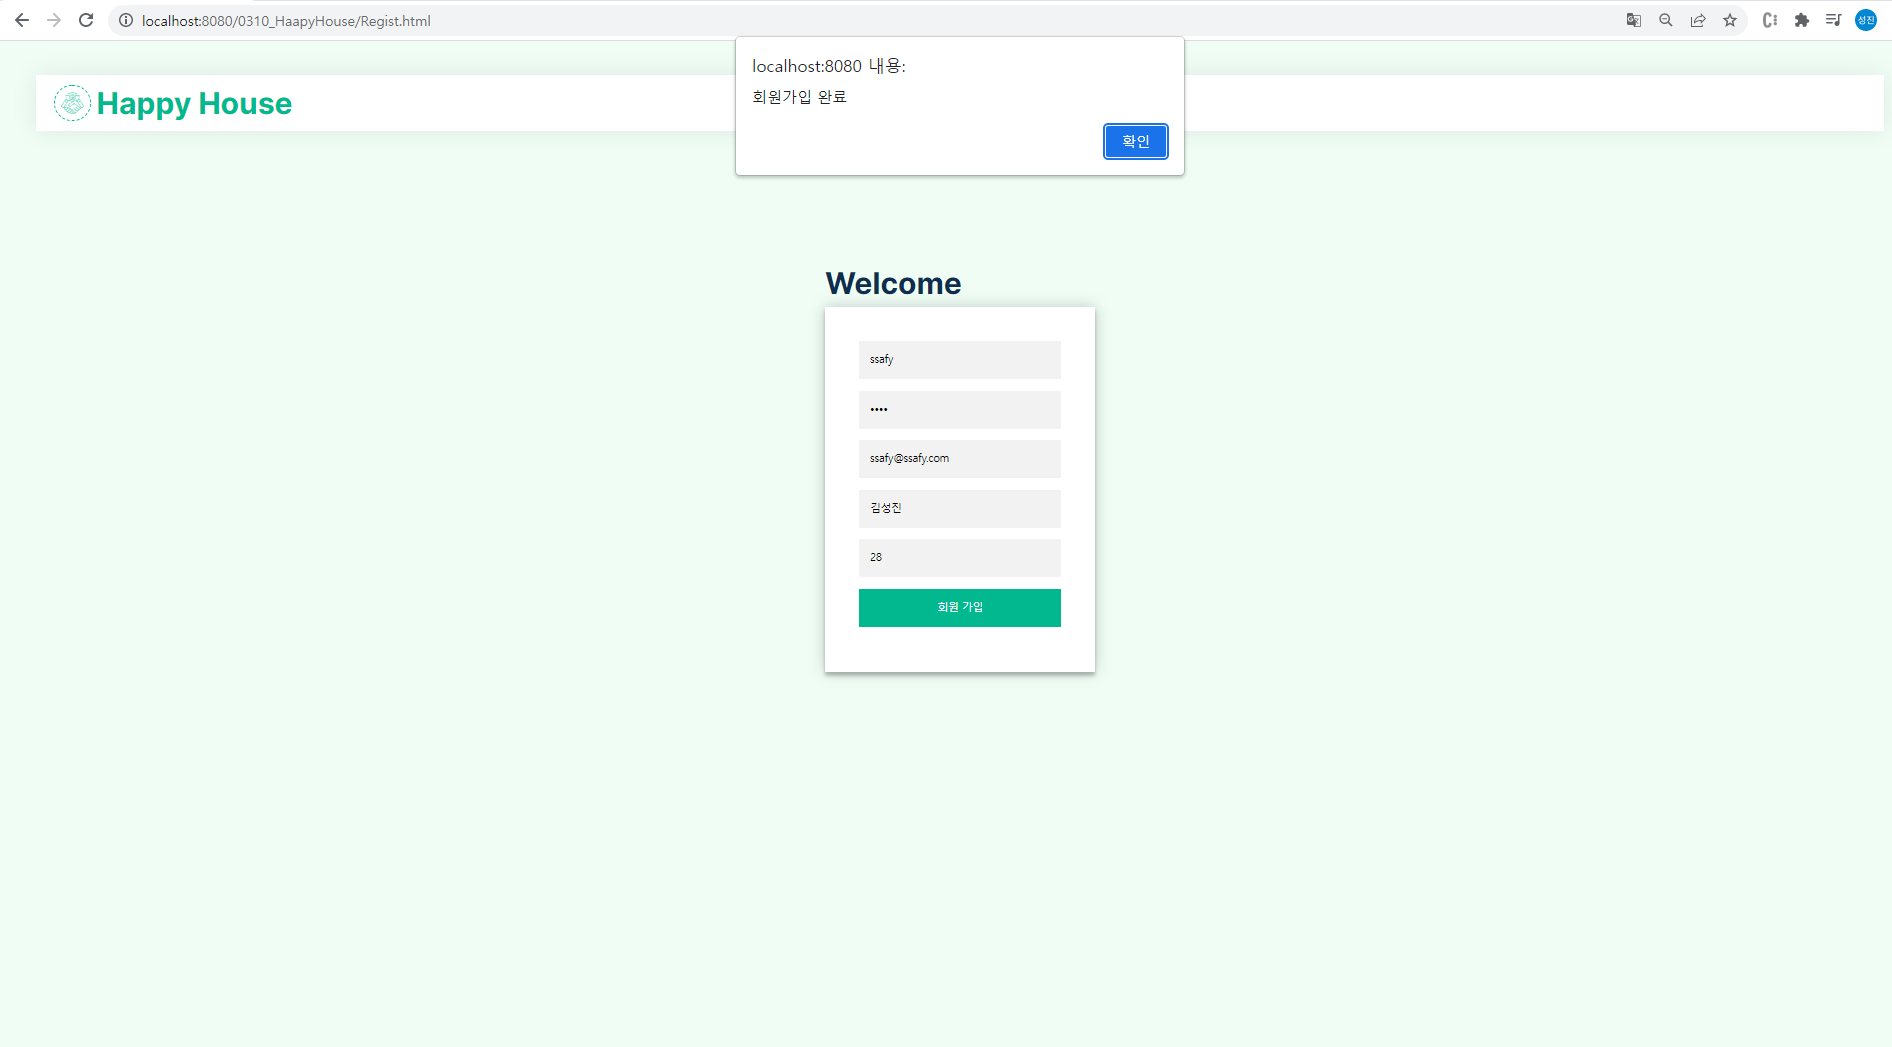 localhost:8080/0310_HaapyHouse/Regist.html
성진
localhost:8080 내용:
회원가입 완료
확인
Happy House
Welcome
ssafy
••••
ssafy@ssafy.com
김성진
28
회원 가입